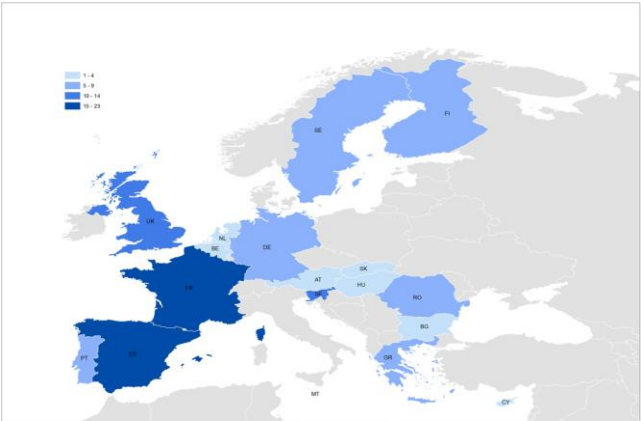 1 - 4
5 - 9
10 - 14
15 - 23
SE
FI
UK
NL
BE
DE
FR
AT
SK
HU
SI
RO
BG
PT
ES
GR
MT
CY